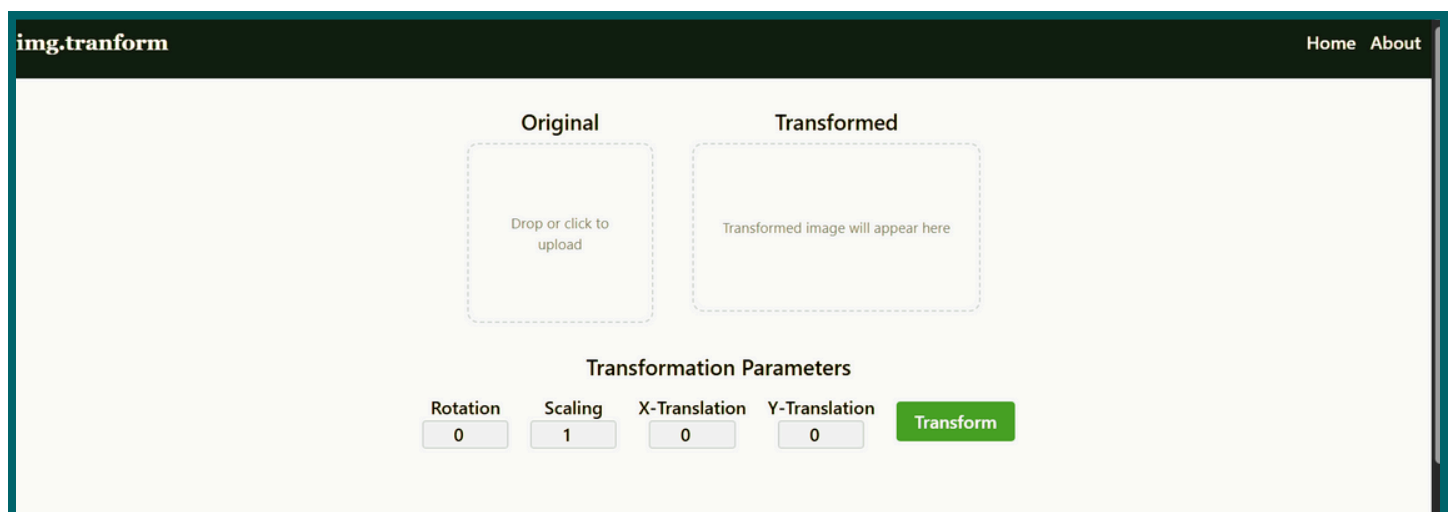 img.tranform
Home About
Original
Transformed
Drop or click to
upload
Transformed image will appear here
Transformation Parameters
Rotation Scaling X-Translation Y-Translation
0 1 0 0
Transform